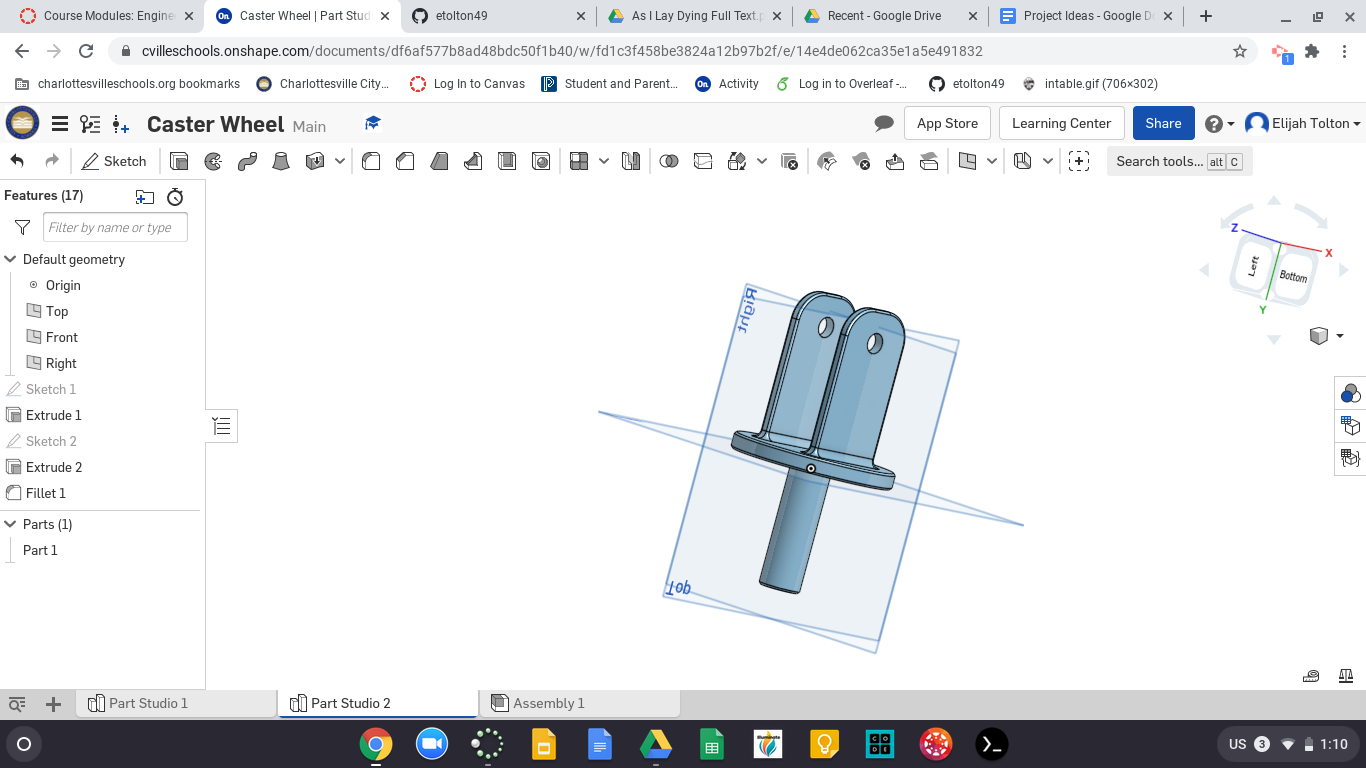 Course Modules: Engine
On Caster Wheel | Part Stud
etolton49
As I Lay Dying Full Text.p
Recent - Google Drive
Project Ideas - Google D
cvilleschools.onshape.com/documents/df6af577b8ad48bdc50f1b40/w/fd1c3f458be3824a12b97b2f/e/14e4de062ca35e1a5e491832
1
charlottesvilleschools.org bookmarks
Charlottesville City...
Log In to Canvas
Student and Parent...
On Activity
Log in to Overleaf -...
etolton49
intable.gif (706×302)
Caster Wheel Main
App Store
Learning Center
Share
Elijah Tolton
Sketch
Search tools... alt C
Features (17)
Filter by name or type
Default geometry
Origin
Top
Front
Right
Sketch 1
Extrude 1
Sketch 2
Extrude 2
Fillet 1
Parts (1)
Part 1
Right
Top
Z
X
Y
Left
Bottom
Part Studio 1
Part Studio 2
Assembly 1
illuminate
CODE
US 3 1:10